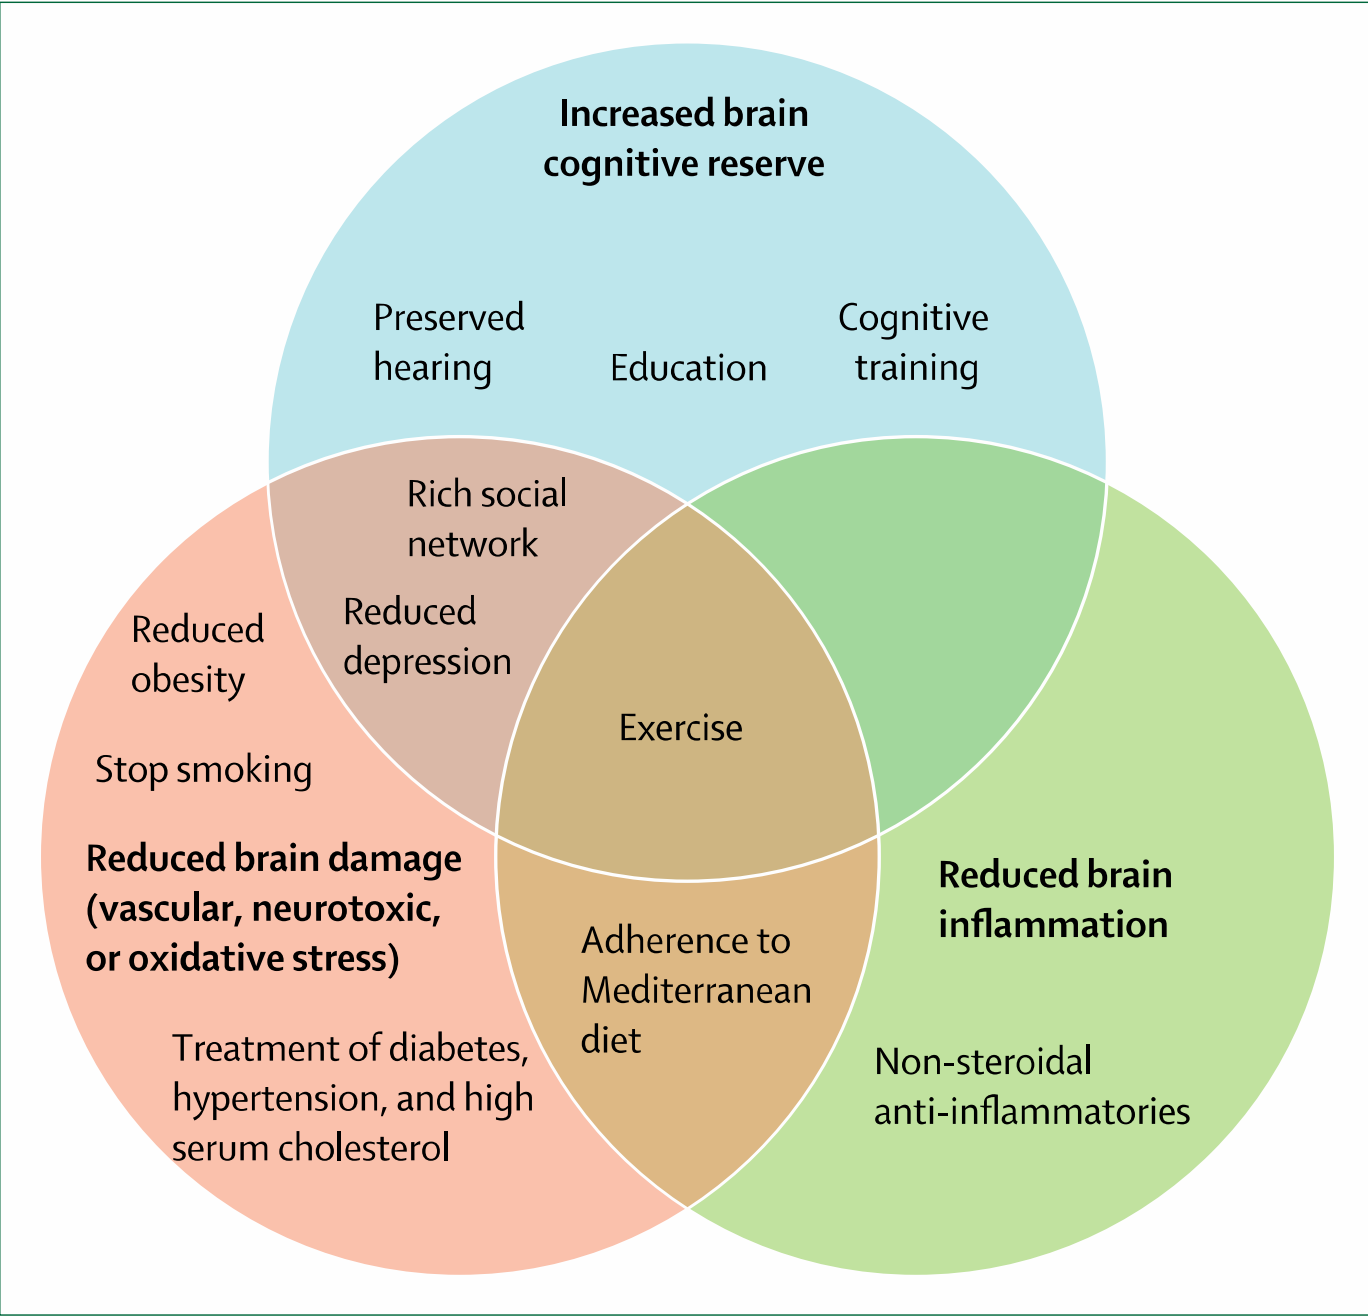 Increased brain
cognitive reserve
Preserved
hearing
Education
Cognitive
training
Rich social
network
Reduced
depression
Reduced
obesity
Stop smoking
Exercise
Reduced brain damage
(vascular, neurotoxic,
or oxidative stress)
Reduced brain
inflammation
Adherence to
Mediterranean
diet
Treatment of diabetes,
hypertension, and high
serum cholesterol
Non-steroidal
anti-inflammatories